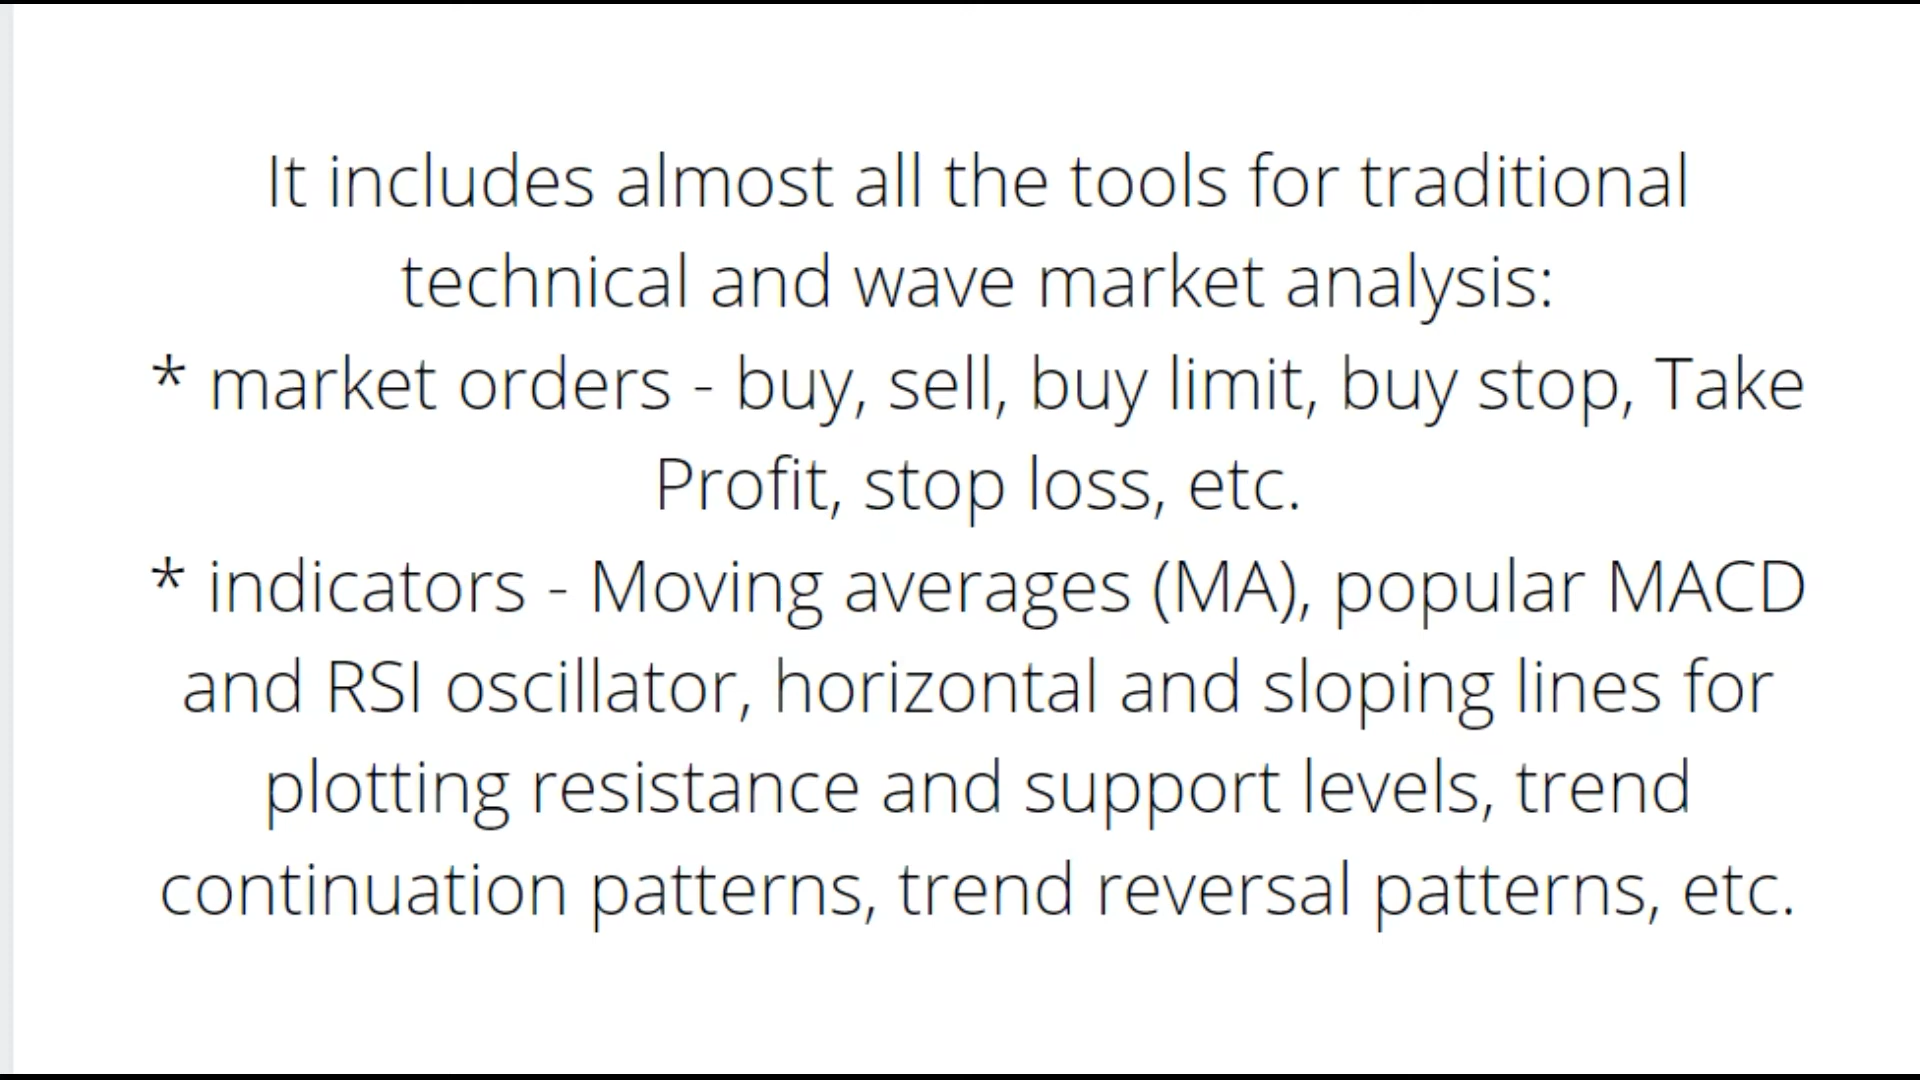 It includes almost all the tools for traditional
technical and wave market analysis:
* market orders - buy, sell, buy limit, buy stop, Take
Profit, stop loss, etc.
* indicators - Moving averages (MA), popular MACD
and RSI oscillator, horizontal and sloping lines for
plotting resistance and support levels, trend
continuation patterns, trend reversal patterns, etc.